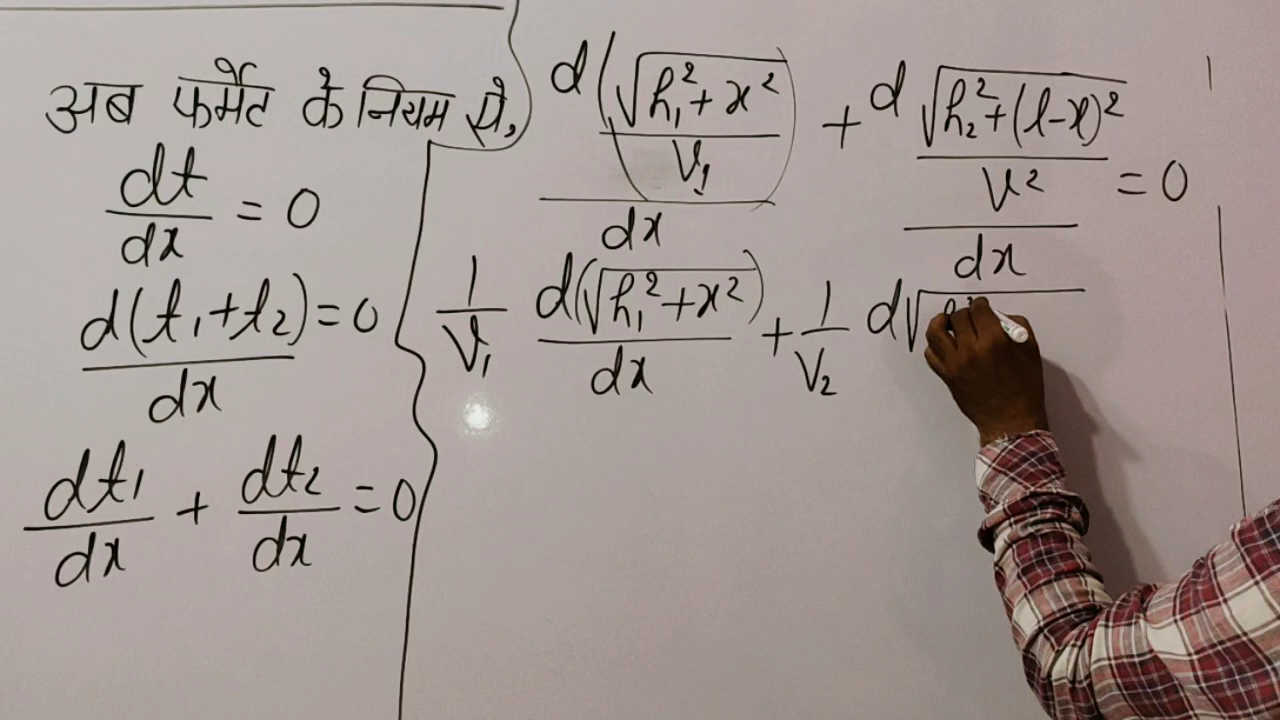 अब फर्मेट के नियम से,
dt/dx = 0
d(t₁+t₂)/dx = 0
dt₁/dx + dt₂/dx = 0
d(√(h₁²+x²)/V₁)/dx + d √(h₂²+(l-x)²)/V²/dx = 0
1/V₁ d(√(h₁²+x²))/dx + 1/V₂ d√